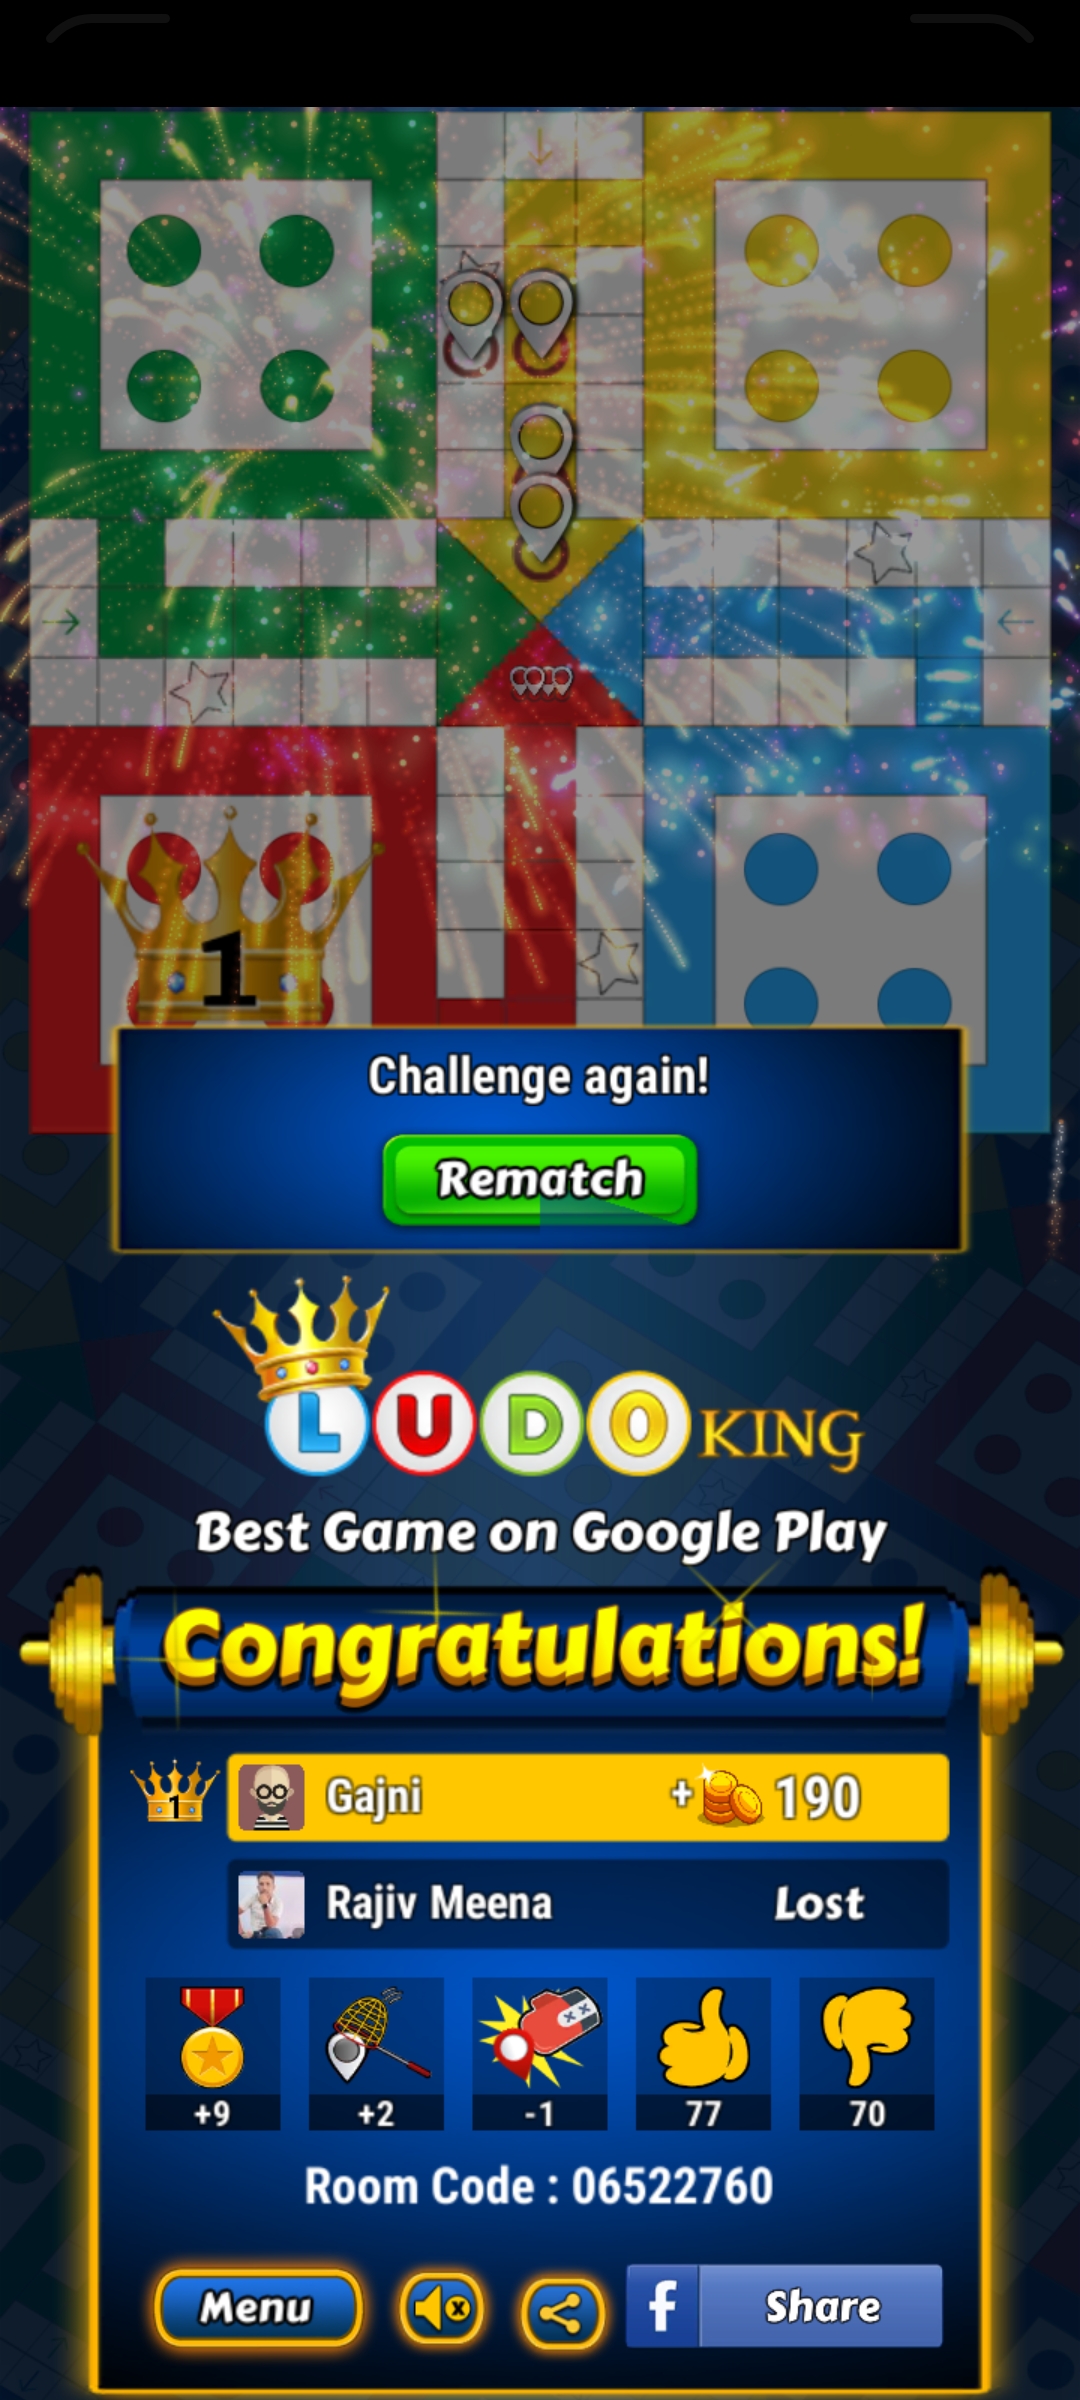 1
Challenge again!
Rematch
LUDO KING
Best Game on Google Play
Congratulations!
1 Gajni + 190
Rajiv Meena Lost
+9 +2 -1 77 70
Room Code : 06522760
Menu x f Share